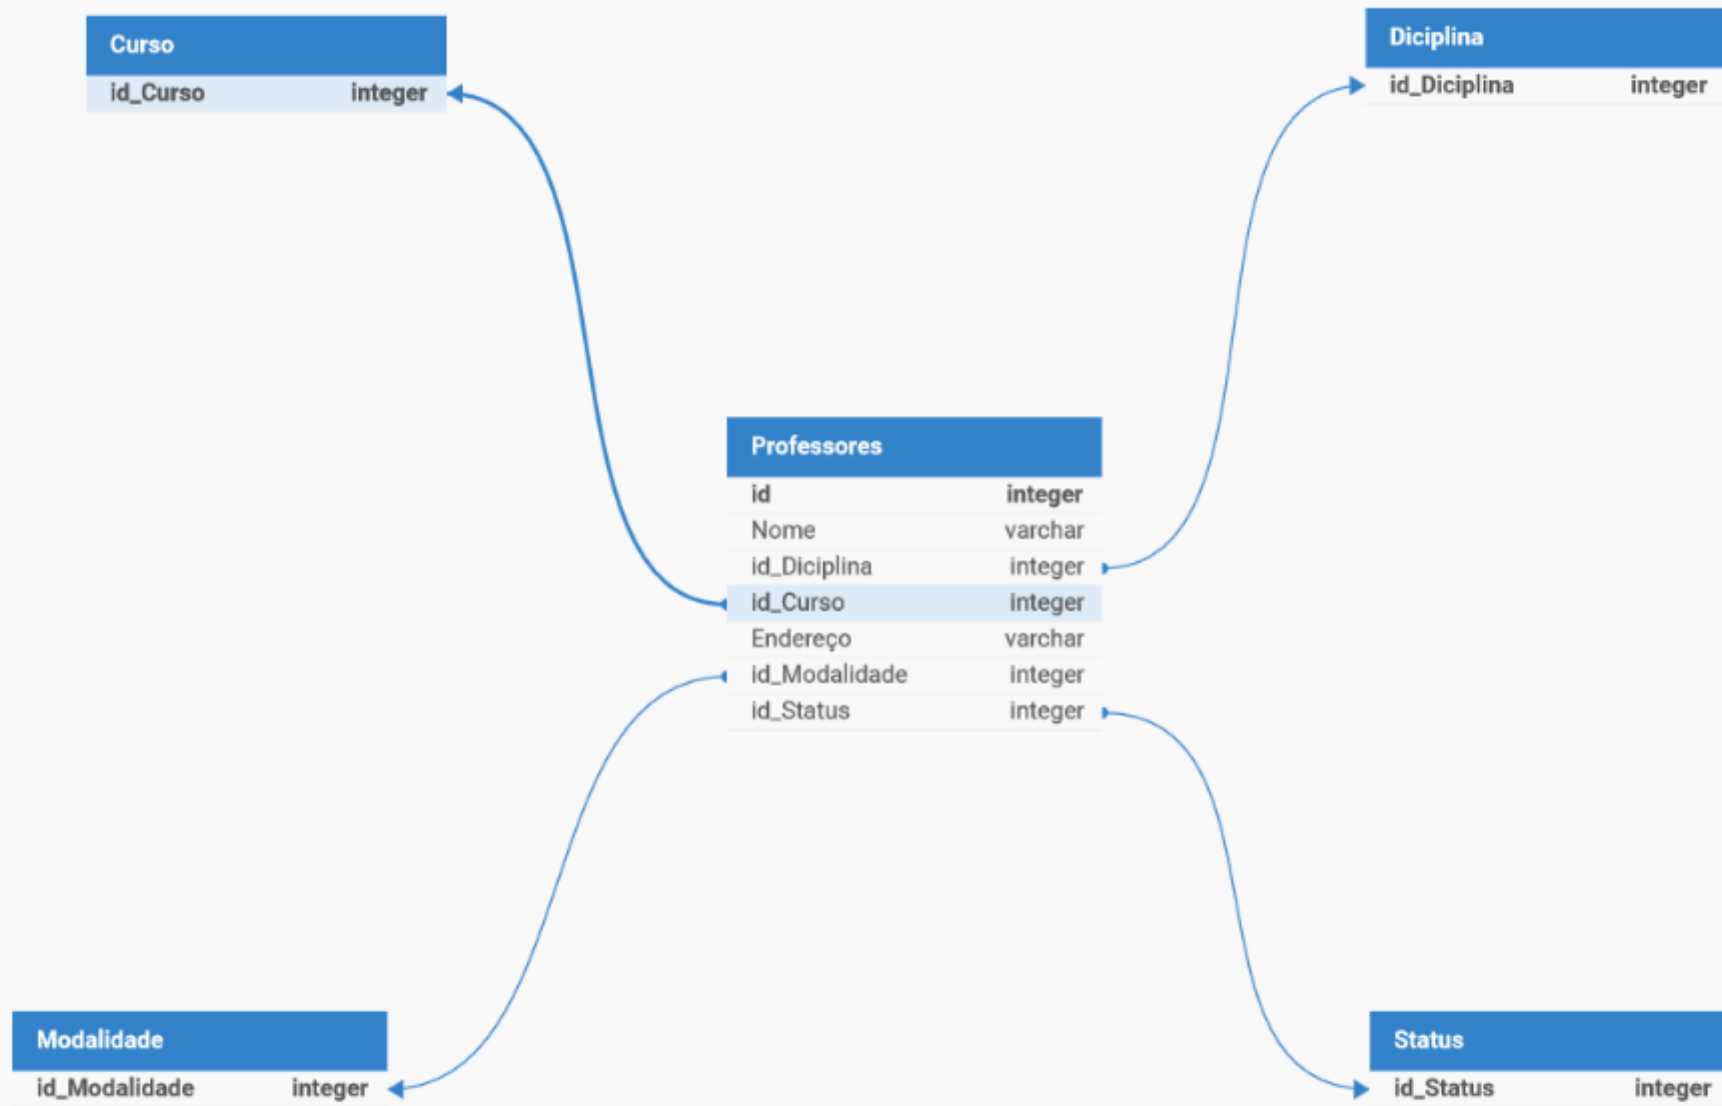 Curso
id_Curso integer
Diciplina
id_Diciplina integer
Professores
id integer
Nome varchar
id_Diciplina integer
id_Curso integer
Endereço varchar
id_Modalidade integer
id_Status integer
Modalidade
id_Modalidade integer
Status
id_Status integer